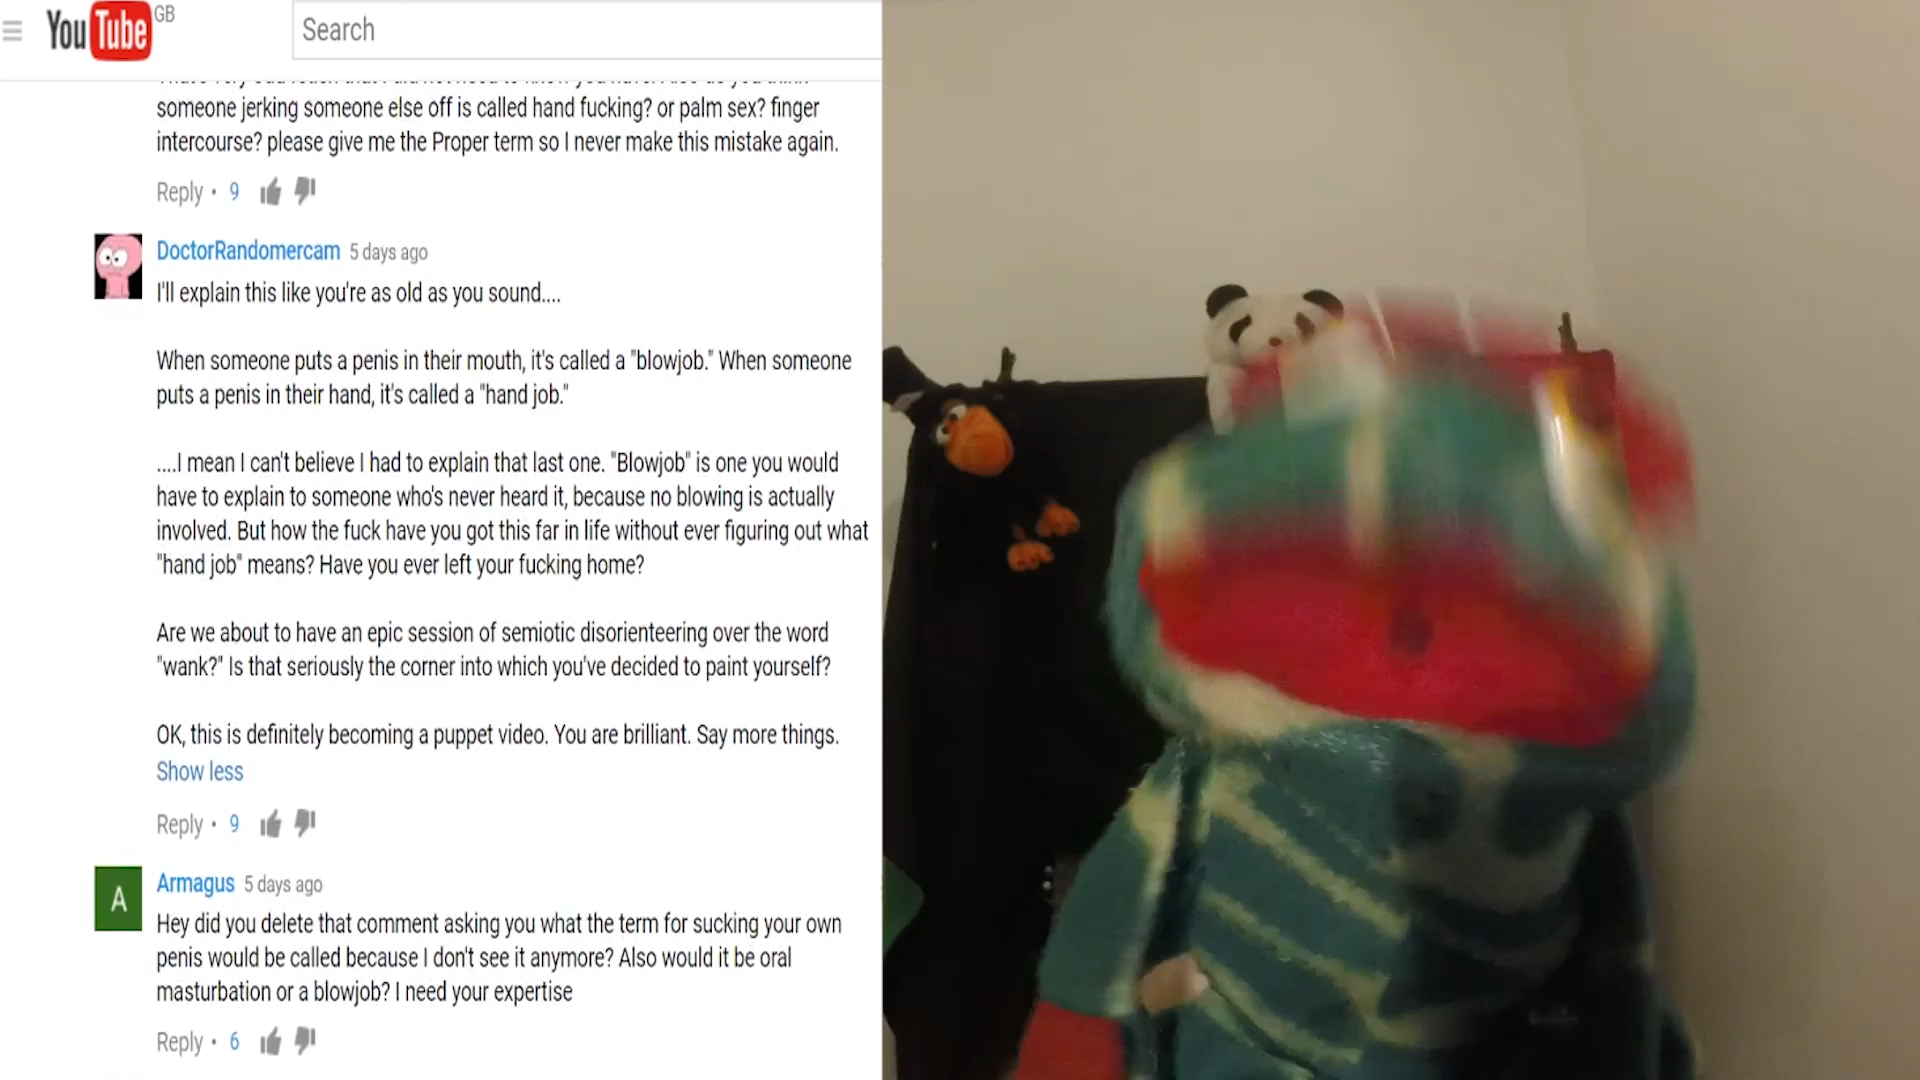 YouTube GB
Search
someone jerking someone else off is called hand fucking? or palm sex? finger
intercourse? please give me the Proper term so I never make this mistake again.
Reply • 9
DoctorRandomercam 5 days ago
I'll explain this like you're as old as you sound....
When someone puts a penis in their mouth, it's called a "blowjob." When someone
puts a penis in their hand, it's called a "hand job."
....I mean I can't believe I had to explain that last one. "Blowjob" is one you would
have to explain to someone who's never heard it, because no blowing is actually
involved. But how the fuck have you got this far in life without ever figuring out what
"hand job" means? Have you ever left your fucking home?
Are we about to have an epic session of semiotic disorienteering over the word
"wank?" Is that seriously the corner into which you've decided to paint yourself?
OK, this is definitely becoming a puppet video. You are brilliant. Say more things.
Show less
Reply • 9
A
Armagus 5 days ago
Hey did you delete that comment asking you what the term for sucking your own
penis would be called because I don't see it anymore? Also would it be oral
masturbation or a blowjob? I need your expertise
Reply • 6